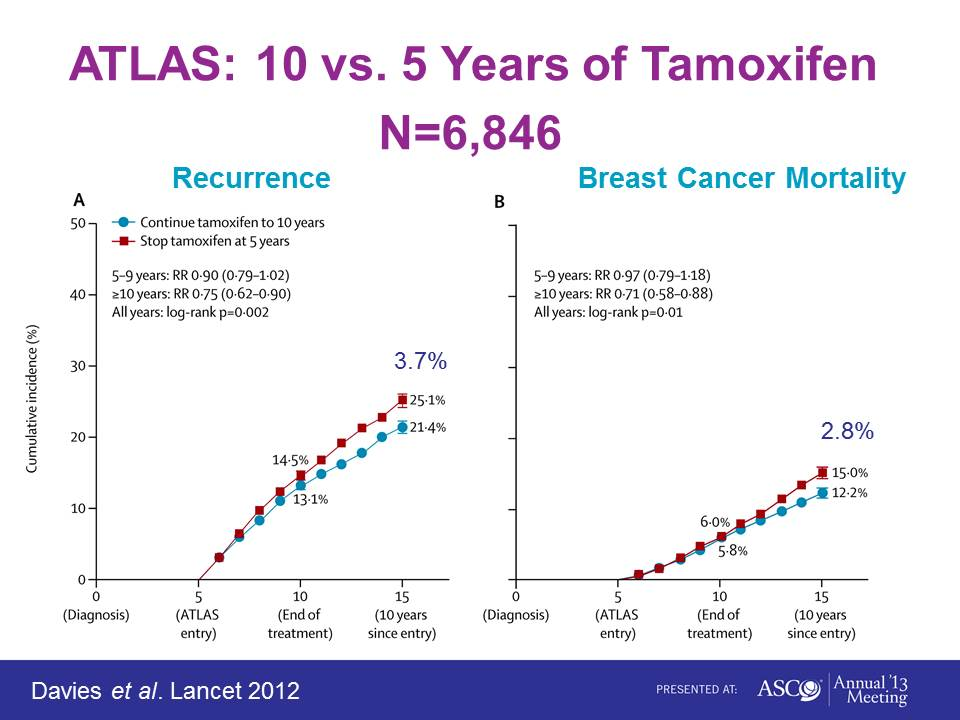 ATLAS: 10 vs. 5 Years of Tamoxifen
N=6,846
Recurrence
Breast Cancer Mortality
A
Continue tamoxifen to 10 years
Stop tamoxifen at 5 years
5–9 years: RR 0·90 (0·79–1·02)
≥10 years: RR 0·75 (0·62–0·90)
All years: log-rank p=0·002
Cumulative incidence (%)
50
40
30
20
10
0
3.7%
25·1%
21·4%
14·5%
13·1%
0
(Diagnosis)
5
(ATLAS
entry)
10
(End of
treatment)
15
(10 years
since entry)
B
5–9 years: RR 0·97 (0·79–1·18)
≥10 years: RR 0·71 (0·58–0·88)
All years: log-rank p=0·01
2.8%
15·0%
12·2%
6·0%
5·8%
0
(Diagnosis)
5
(ATLAS
entry)
10
(End of
treatment)
15
(10 years
since entry)
Davies et al. Lancet 2012
PRESENTED AT:
ASCO
Annual '13
Meeting